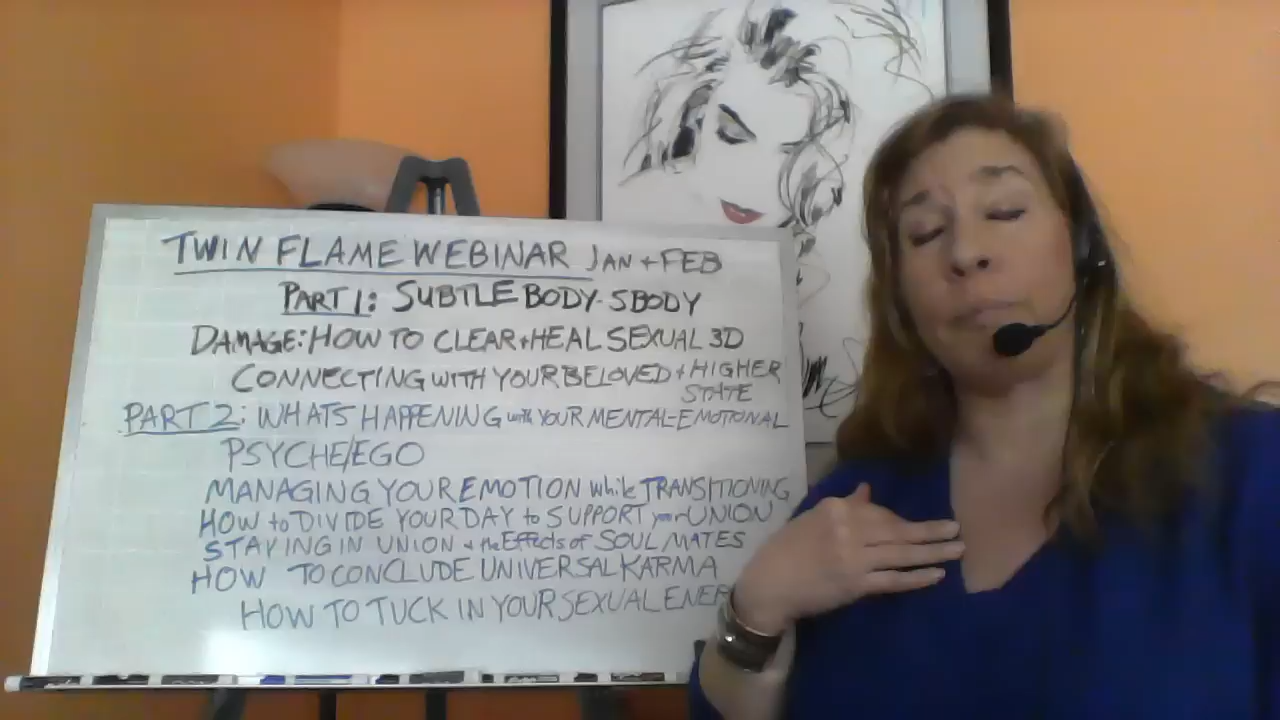 TWIN FLAME WEBINAR JAN + FEB
PART 1: SUBTLE BODY - 5BODY
DAMAGE: HOW TO CLEAR + HEAL SEXUAL 3D
CONNECTING WITH YOUR BELOVED + HIGHER
STATE
PART 2: WHATS HAPPENING with YOUR MENTAL-EMOTIONAL
PSYCHE/EGO
MANAGING YOUR EMOTION while TRANSITIONING
HOW to DIVIDE YOUR DAY to SUPPORT your UNION
STAYING IN UNION + the Effects of SOUL MATES
HOW TO CONCLUDE UNIVERSAL KARMA
HOW TO TUCK IN YOUR SEXUAL ENER